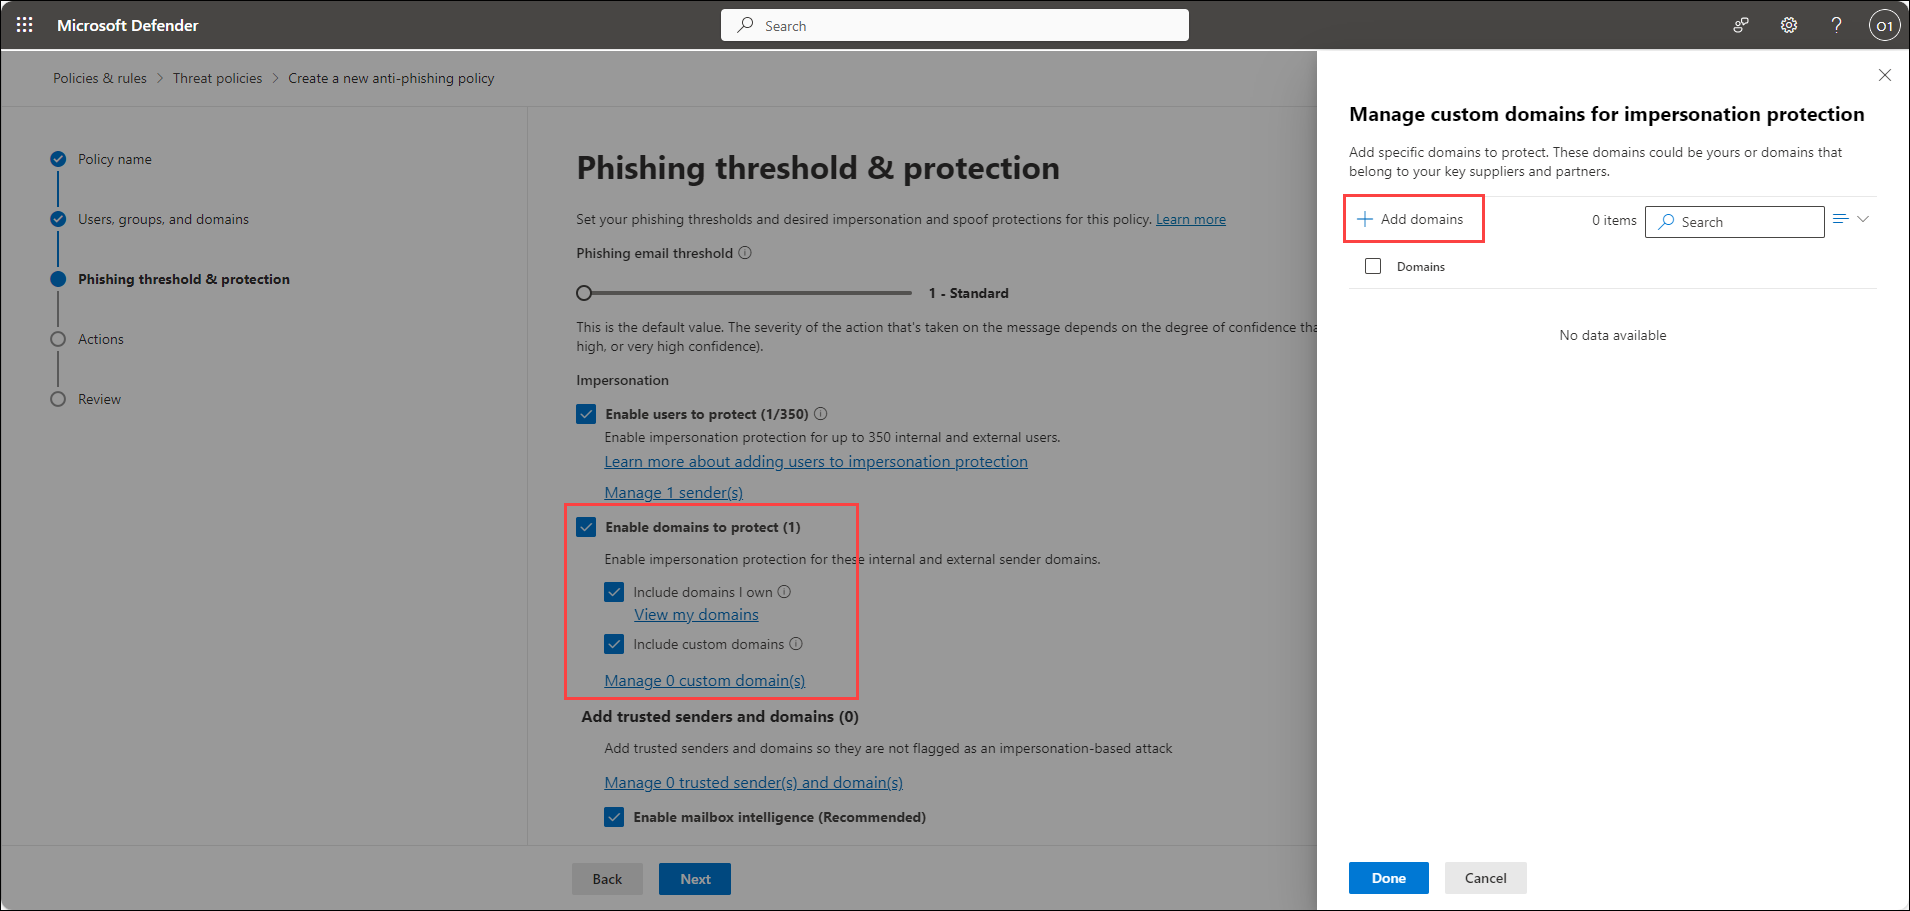 Microsoft Defender
Search
O1
Policies & rules > Threat policies > Create a new anti-phishing policy
Policy name
Users, groups, and domains
Phishing threshold & protection
Actions
Review
Phishing threshold & protection
Set your phishing thresholds and desired impersonation and spoof protections for this policy. Learn more
Phishing email threshold
1 - Standard
This is the default value. The severity of the action that's taken on the message depends on the degree of confidence tha
high, or very high confidence).
Impersonation
Enable users to protect (1/350)
Enable impersonation protection for up to 350 internal and external users.
Learn more about adding users to impersonation protection
Manage 1 sender(s)
Enable domains to protect (1)
Enable impersonation protection for these internal and external sender domains.
Include domains I own
View my domains
Include custom domains
Manage 0 custom domain(s)
Add trusted senders and domains (0)
Add trusted senders and domains so they are not flagged as an impersonation-based attack
Manage 0 trusted sender(s) and domain(s)
Enable mailbox intelligence (Recommended)
Back
Next
Manage custom domains for impersonation protection
Add specific domains to protect. These domains could be yours or domains that
belong to your key suppliers and partners.
Add domains
0 items
Search
Domains
No data available
Done
Cancel